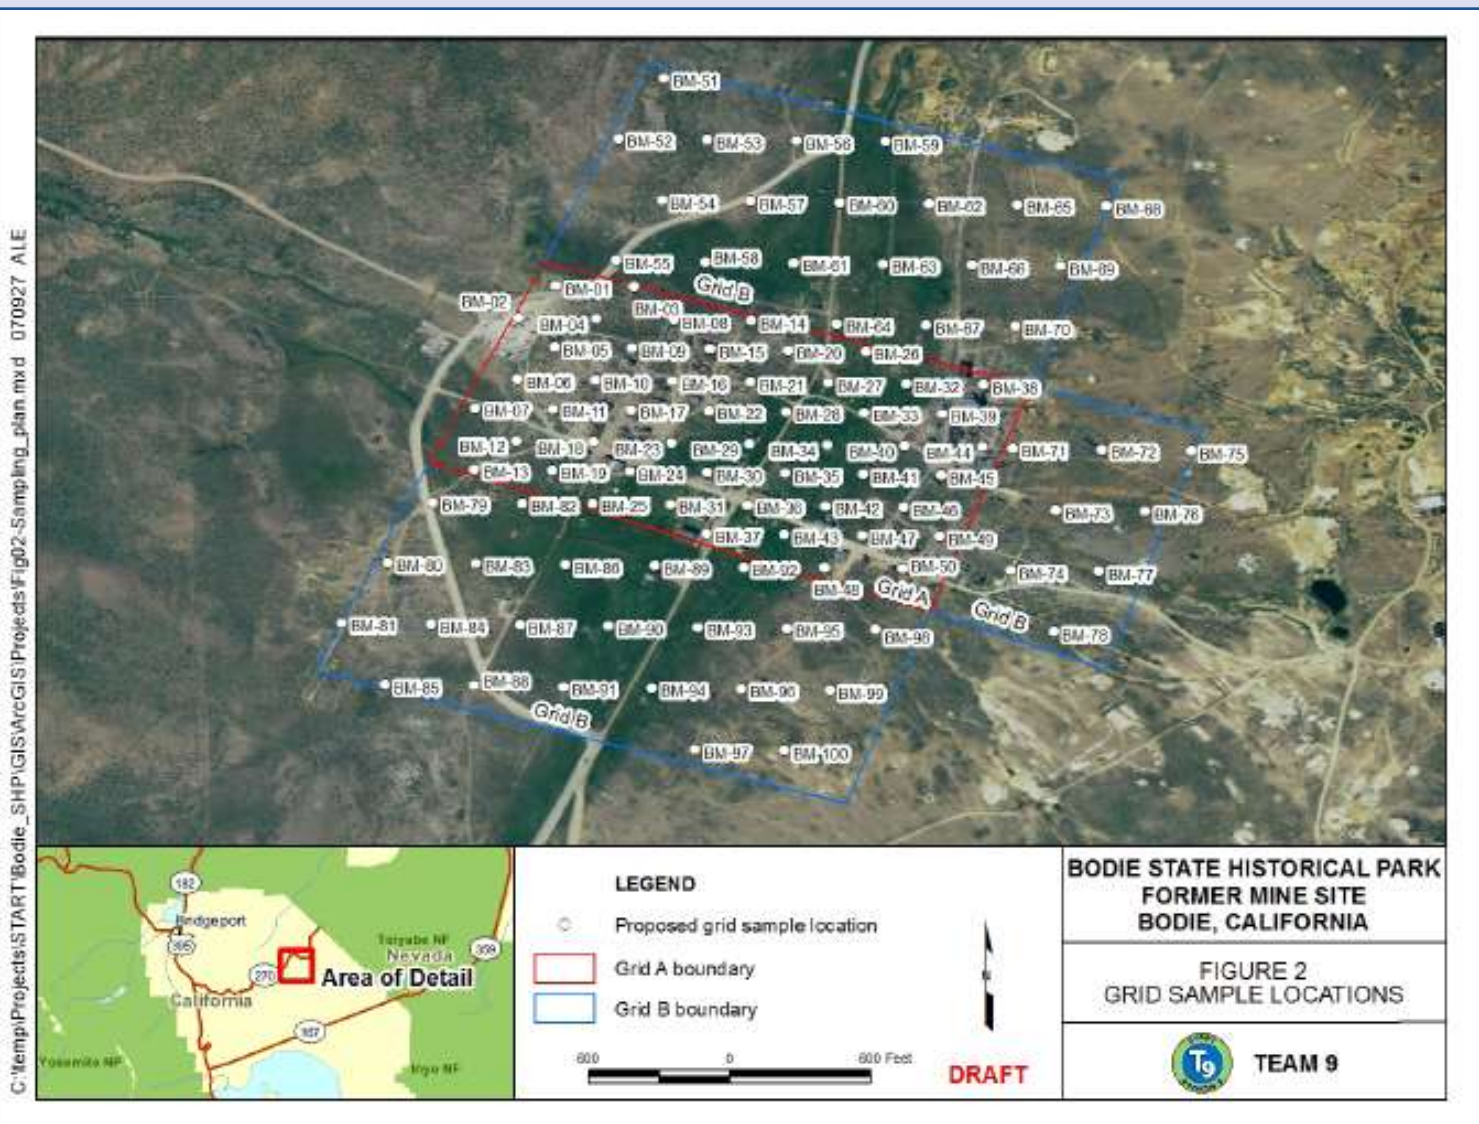 C:\temp\Projects\START\Bodie_SHP\GIS\ArcGIS\Projects\Fig02-Sampling_plan.mxd 070927 ALE
BM-51
BM-52 BM-53 BM-56 BM-59
BM-54 BM-57 BM-60 BM-62 BM-65 BM-68
BM-55 BM-58 BM-61 BM-63 BM-66 BM-69
Grid B
BM-01
BM-02 BM-03
BM-04 BM-08 BM-14 BM-64 BM-67 BM-70
BM-05 BM-09 BM-15 BM-20 BM-26
BM-06 BM-10 BM-16 BM-21 BM-27 BM-32 BM-38
BM-07 BM-11 BM-17 BM-22 BM-28 BM-33 BM-39
BM-12 BM-18 BM-23 BM-29 BM-34 BM-40 BM-44 BM-71 BM-72 BM-75
BM-13 BM-19 BM-24 BM-30 BM-35 BM-41 BM-45
BM-79 BM-82 BM-25 BM-31 BM-36 BM-42 BM-46 BM-73 BM-76
BM-37 BM-43 BM-47 BM-49
BM-80 BM-83 BM-86 BM-89 BM-92 BM-50 BM-74 BM-77
BM-48
Grid A
Grid B
BM-81 BM-84 BM-87 BM-90 BM-93 BM-95 BM-98 BM-78
BM-85 BM-88 BM-91 BM-94 BM-96 BM-99
Grid B
BM-97 BM-100
182
Bridgeport
395
Toiyabe NF
Nevada
359
270
Area of Detail
California
167
Yosemite NF
Inyo NF
LEGEND
Proposed grid sample location
Grid A boundary
Grid B boundary
600 0 600 Feet
N
DRAFT
BODIE STATE HISTORICAL PARK
FORMER MINE SITE
BODIE, CALIFORNIA
FIGURE 2
GRID SAMPLE LOCATIONS
T9
TEAM 9